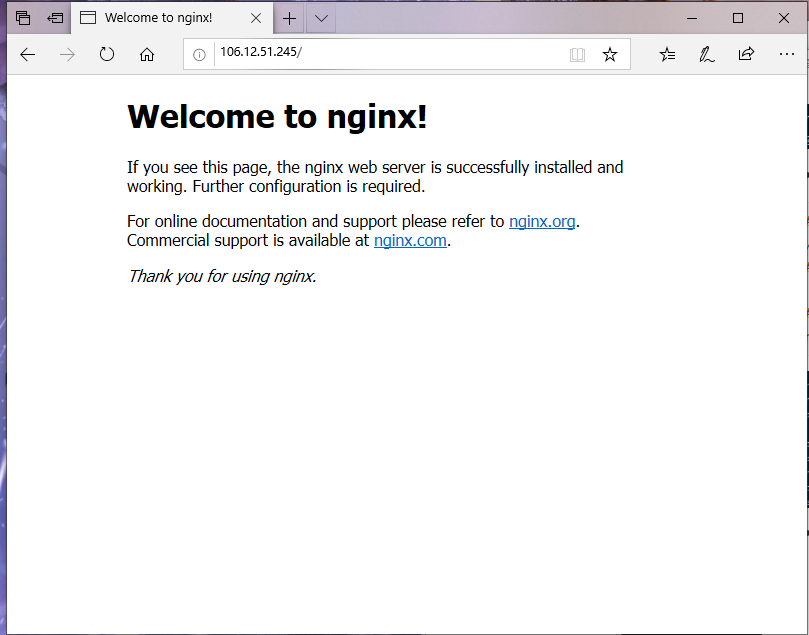 Welcome to nginx!
106.12.51.245/
Welcome to nginx!
If you see this page, the nginx web server is successfully installed and
working. Further configuration is required.
For online documentation and support please refer to nginx.org.
Commercial support is available at nginx.com.
Thank you for using nginx.